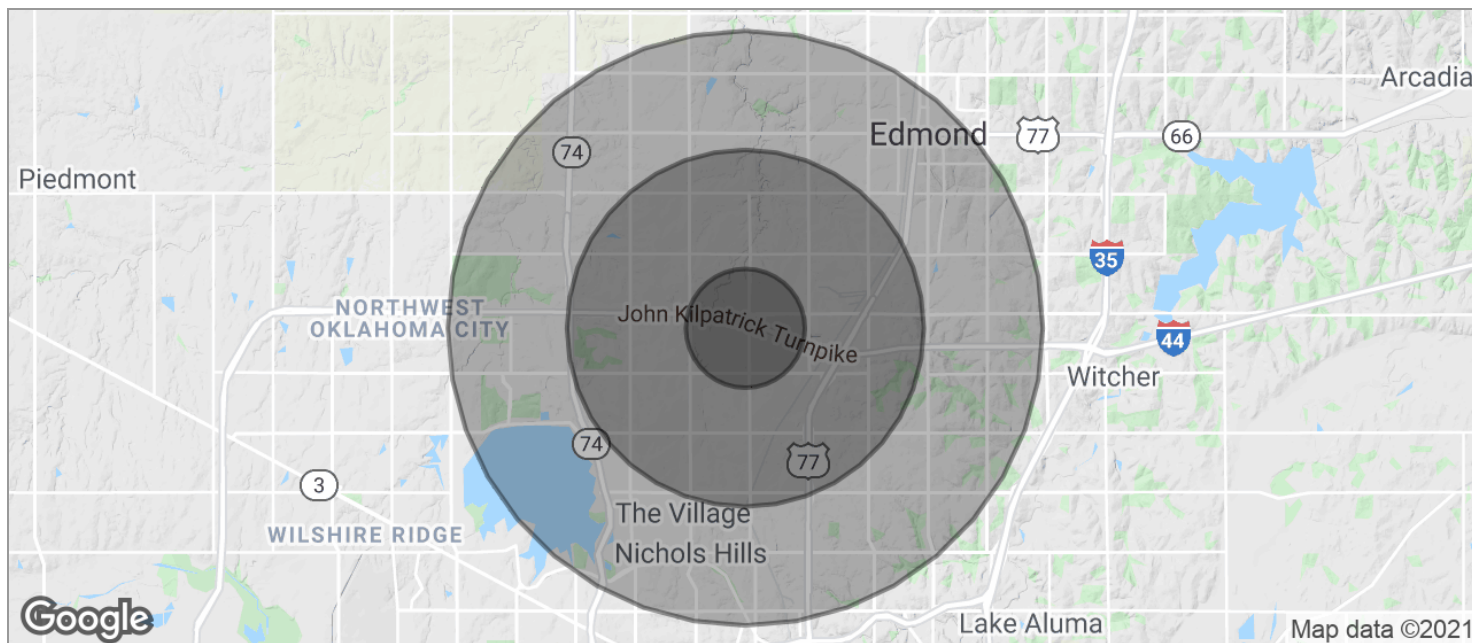 Arcadia
Edmond
77
66
74
Piedmont
35
NORTHWEST
OKLAHOMA CITY
John Kilpatrick Turnpike
44
Witcher
74
77
3
The Village
WILSHIRE RIDGE
Nichols Hills
Google
Lake Aluma
Map data ©2021